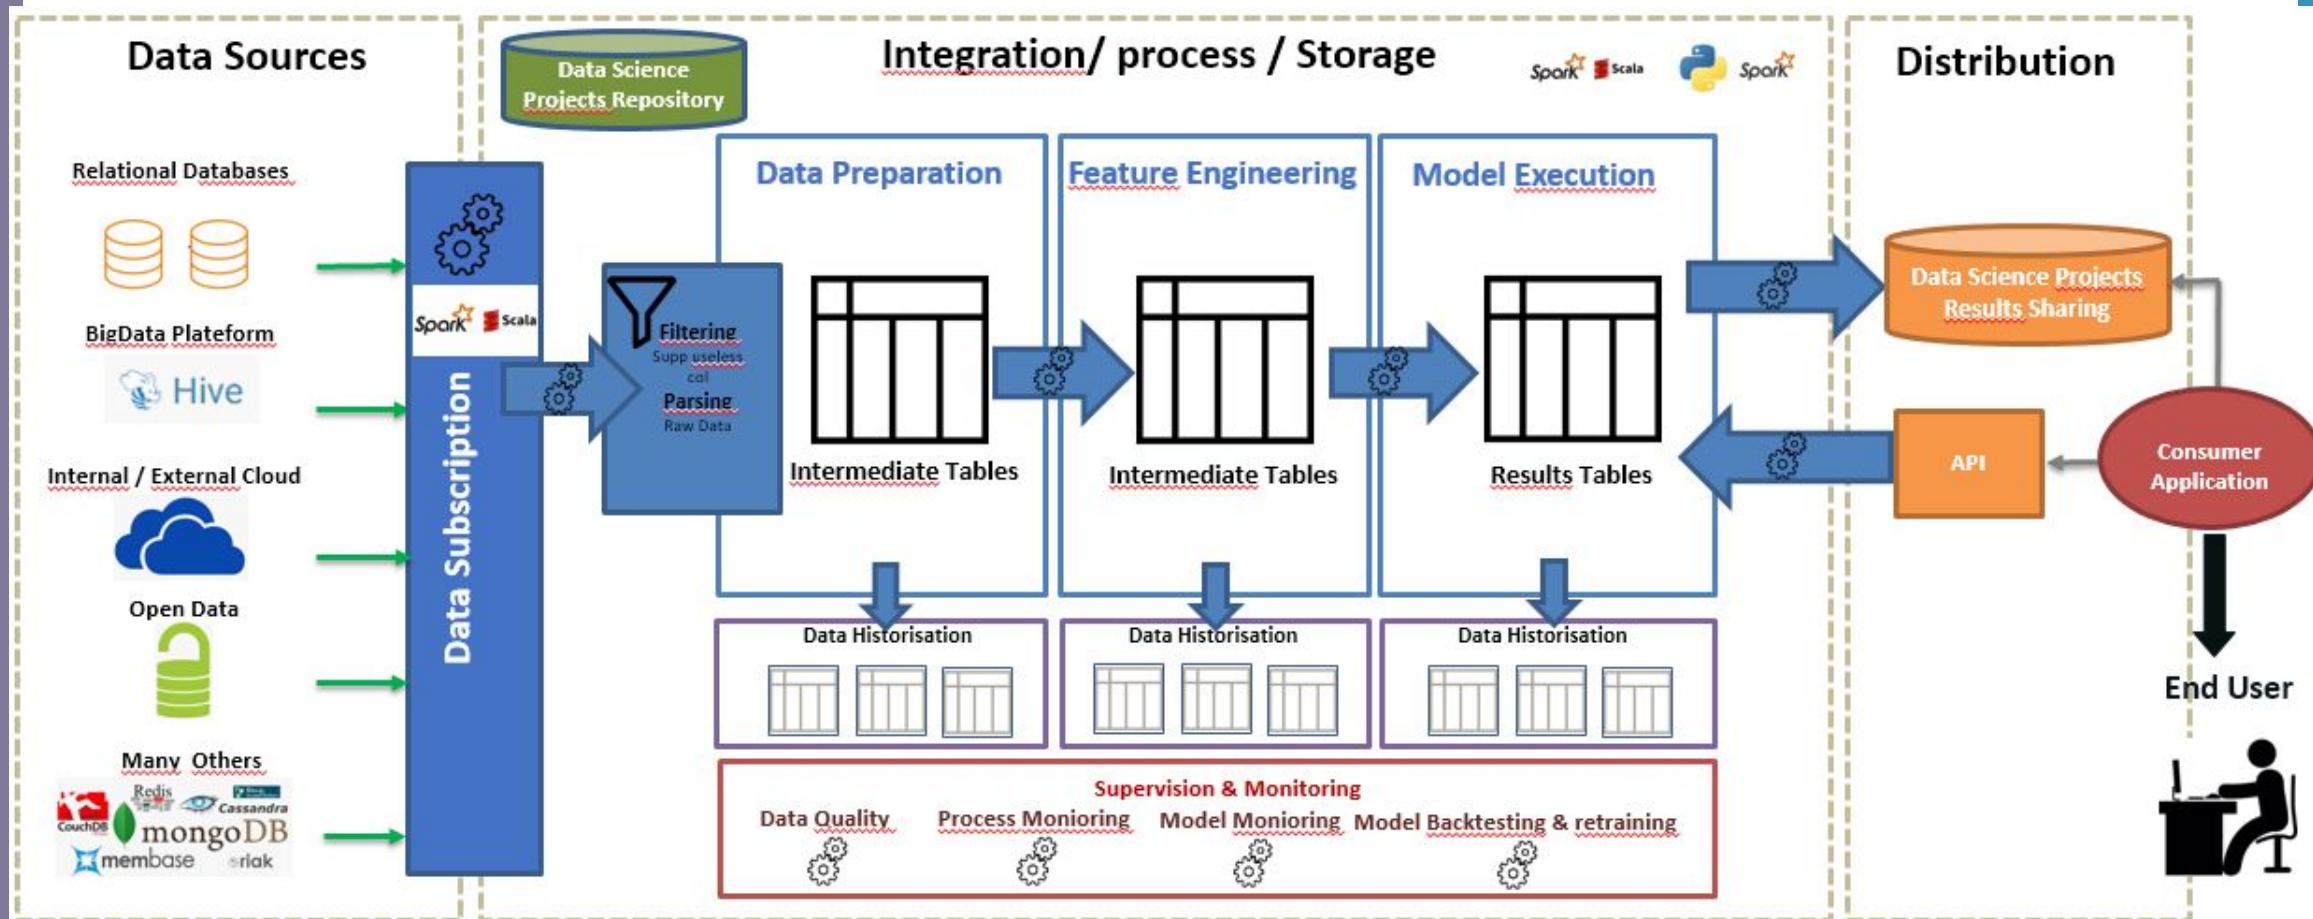 Data Sources
Relational Databases
BigData Plateform
Hive
Internal / External Cloud
Open Data
Many Others
CouchDB
Redis
Cassandra
mongoDB
membase
riak
Data Subscription
Spark Scala
Data Science
Projects Repository
Integration/ process / Storage
Spark Scala
Spark
Filtering
Supp useless
col
Parsing
Raw Data
Data Preparation
Intermediate Tables
Feature Engineering
Intermediate Tables
Model Execution
Results Tables
Data Historisation
Data Historisation
Data Historisation
Supervision & Monitoring
Data Quality
Process Monioring
Model Monioring
Model Backtesting & retraining
Distribution
Data Science Projects
Results Sharing
API
Consumer
Application
End User